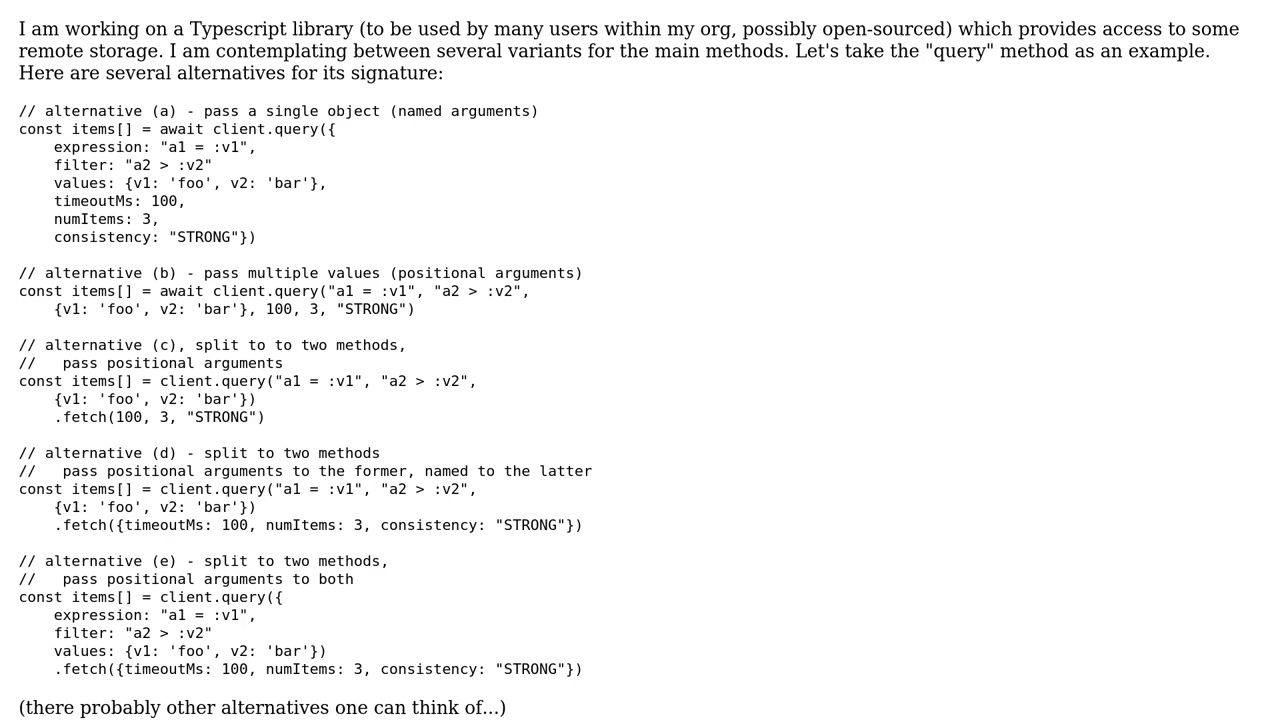 I am working on a Typescript library (to be used by many users within my org, possibly open-sourced) which provides access to some
remote storage. I am contemplating between several variants for the main methods. Let's take the "query" method as an example.
Here are several alternatives for its signature:
// alternative (a) - pass a single object (named arguments)
const items[] = await client.query({
    expression: "a1 = :v1",
    filter: "a2 > :v2"
    values: {v1: 'foo', v2: 'bar'},
    timeoutMs: 100,
    numItems: 3,
    consistency: "STRONG"})
// alternative (b) - pass multiple values (positional arguments)
const items[] = await client.query("a1 = :v1", "a2 > :v2",
    {v1: 'foo', v2: 'bar'}, 100, 3, "STRONG")
// alternative (c), split to to two methods,
//   pass positional arguments
const items[] = client.query("a1 = :v1", "a2 > :v2",
    {v1: 'foo', v2: 'bar'})
    .fetch(100, 3, "STRONG")
// alternative (d) - split to two methods
//   pass positional arguments to the former, named to the latter
const items[] = client.query("a1 = :v1", "a2 > :v2",
    {v1: 'foo', v2: 'bar'})
    .fetch({timeoutMs: 100, numItems: 3, consistency: "STRONG"})
// alternative (e) - split to two methods,
//   pass positional arguments to both
const items[] = client.query({
    expression: "a1 = :v1",
    filter: "a2 > :v2"
    values: {v1: 'foo', v2: 'bar'})
    .fetch({timeoutMs: 100, numItems: 3, consistency: "STRONG"})
(there probably other alternatives one can think of...)